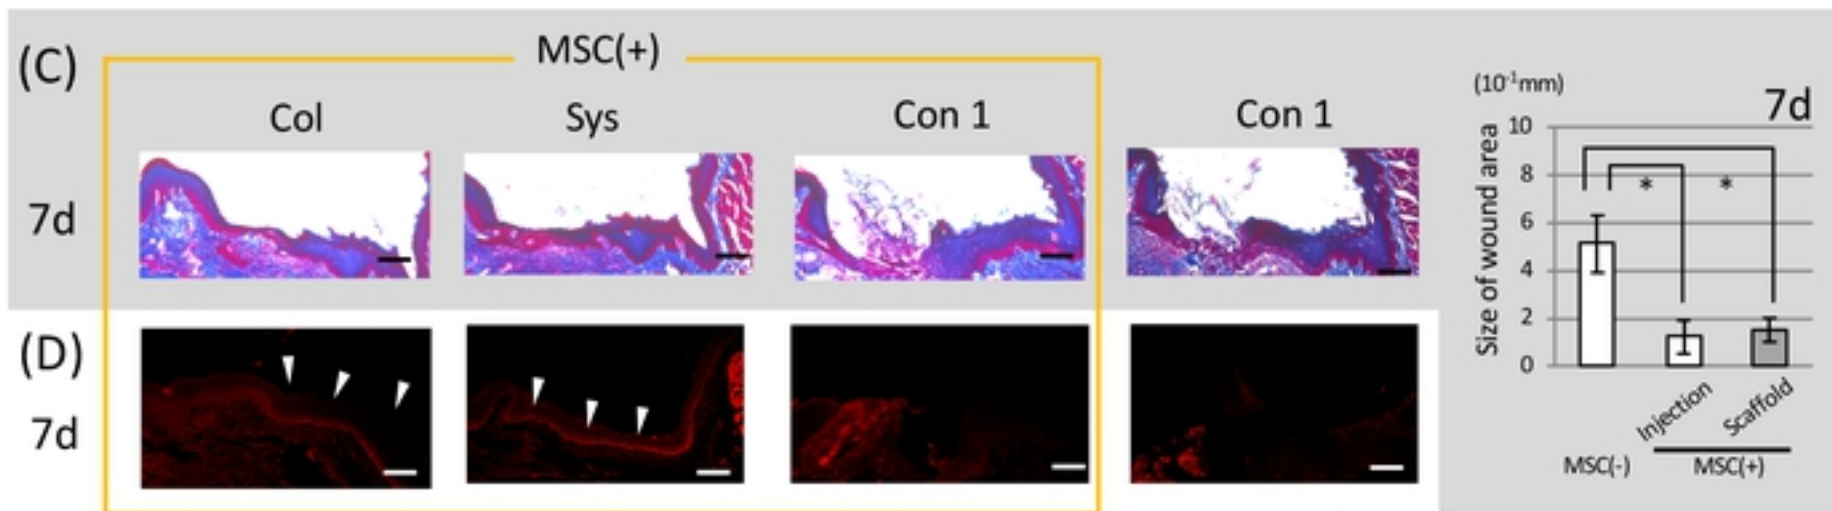 (C)
MSC(+)
Col
Sys
Con 1
Con 1
7d
(D)
7d
(10⁻¹mm)
7d
Size of wound area
10
8
6
4
2
0
*
*
Injection
Scaffold
MSC(-)
MSC(+)